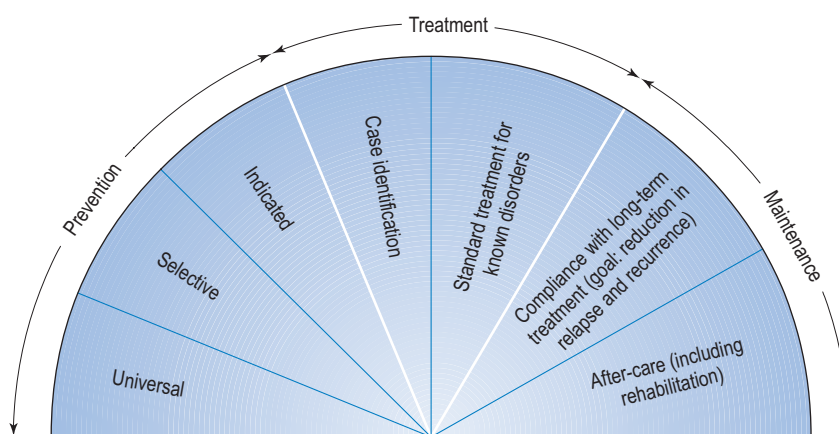 Treatment
Prevention
Maintenance
Universal
Selective
Indicated
Case identification
Standard treatment for
known disorders
Compliance with long-term
treatment (goal: reduction in
relapse and recurrence)
After-care (including
rehabilitation)